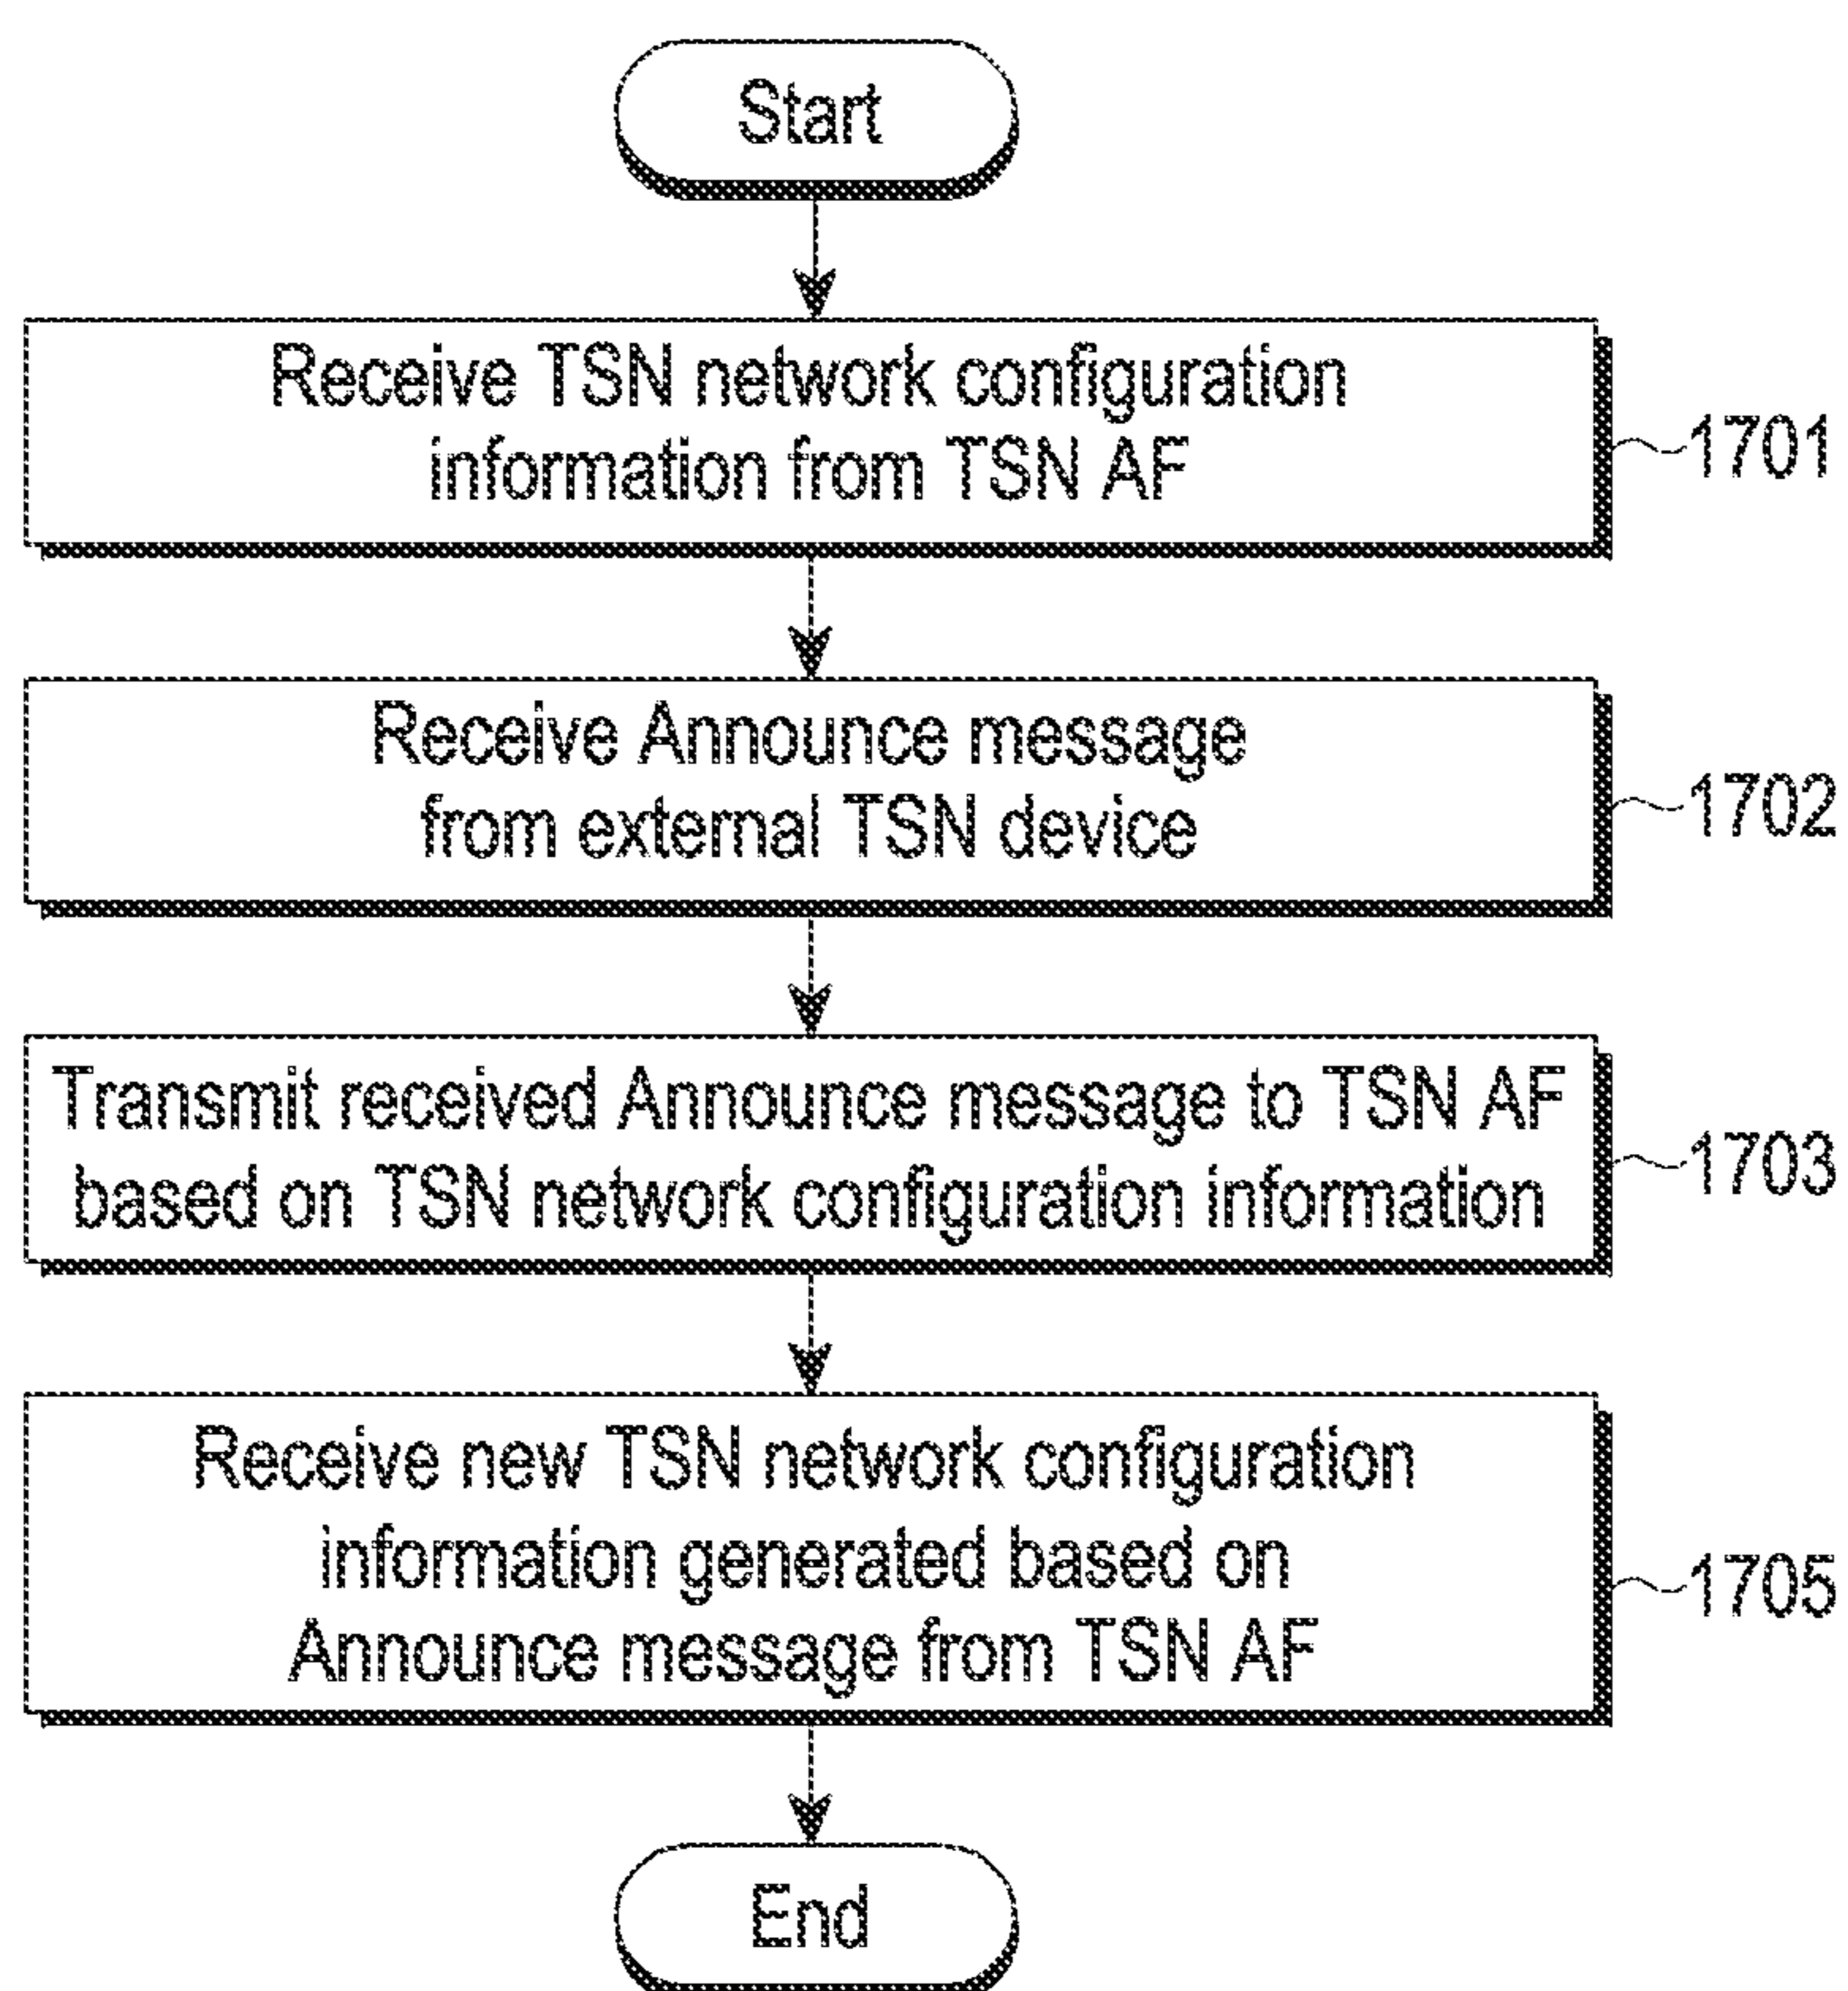 Start
Receive TSN network configuration
information from TSN AF
1701
Receive Announce message
from external TSN device
1702
Transmit received Announce message to TSN AF
based on TSN network configuration information
1703
Receive new TSN network configuration
information generated based on
Announce message from TSN AF
1705
End